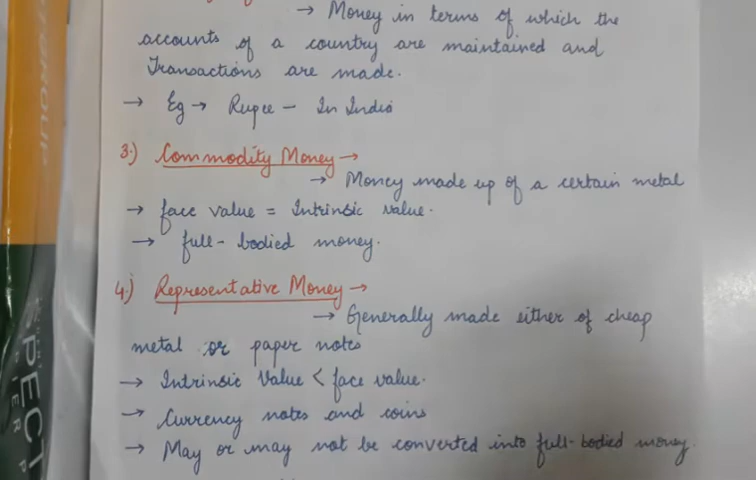 → Money in terms of which the
accounts of a country are maintained and
Transactions are made.
→ Eg → Rupee - In India
3.) Commodity Money →
→ Money made up of a certain metal
→ face value = Intrinsic value.
→ full-bodied money.
4.) Representative Money →
→ Generally made either of cheap
metal or paper notes
→ Intrinsic Value < face value.
→ Currency notes and coins
→ May or may not be converted into full-bodied money.
GROUP
PECT